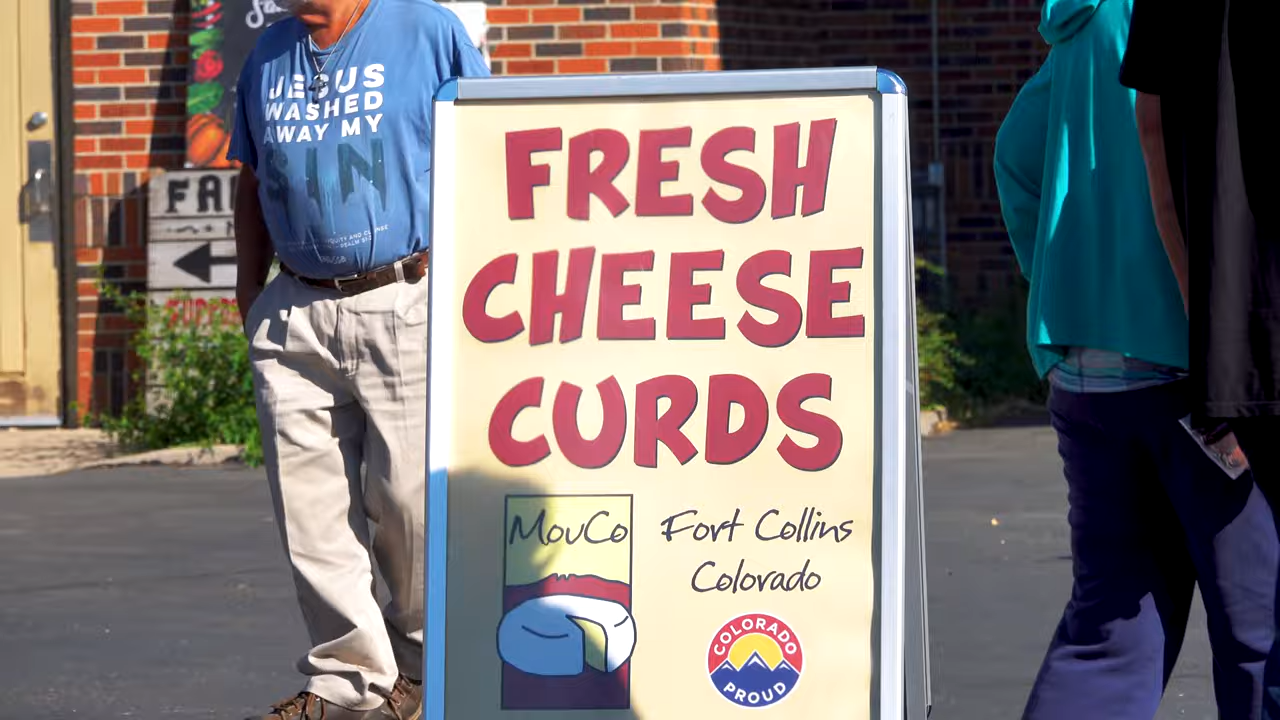 JESUS
WASHED
AWAY MY
SIN
FRESH
CHEESE
CURDS
MouCo
Fort Collins
Colorado
COLORADO
PROUD